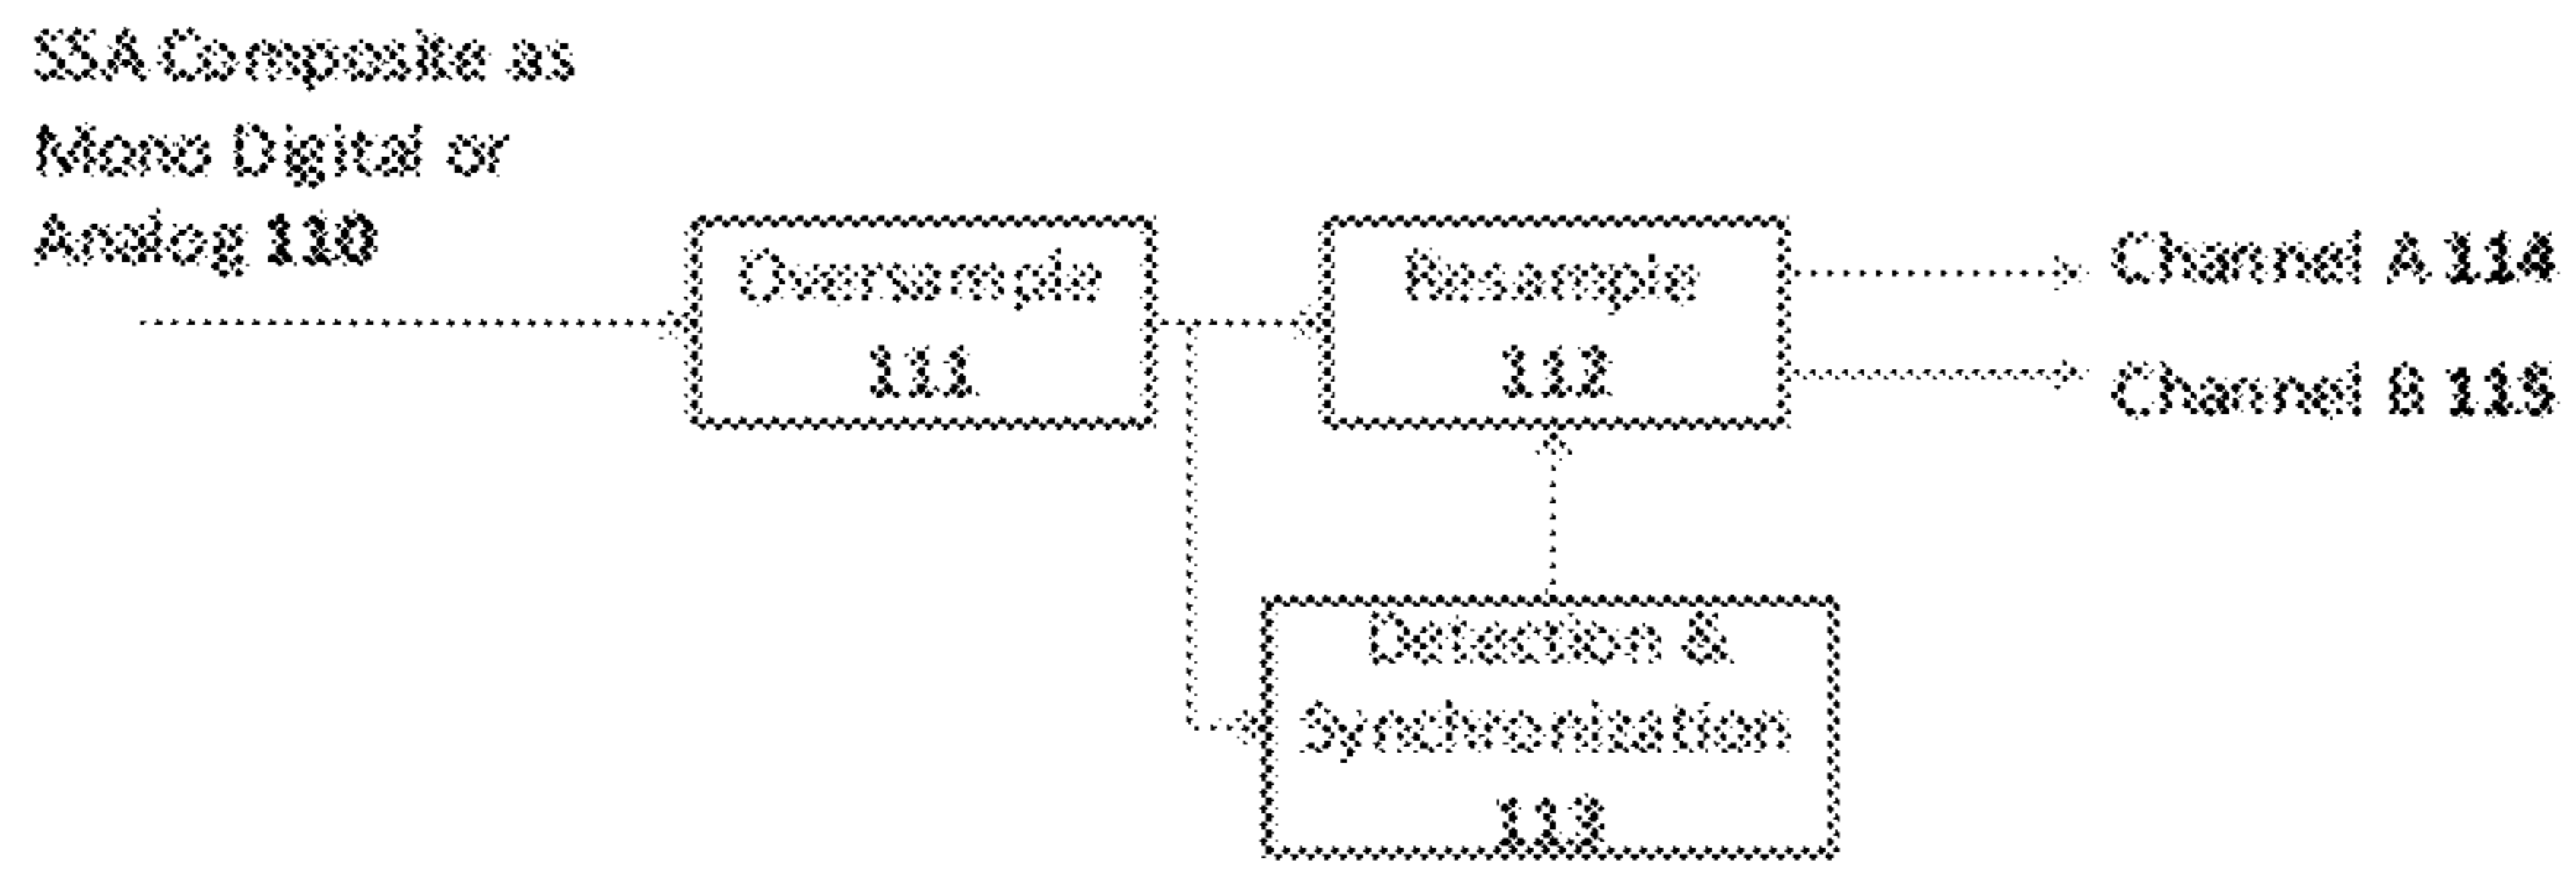 SSA Composite as
Mono Digital or
Analog 110
Oversample
111
Resample
112
Channel A 114
Channel B 115
Detection &
Synchronization
113